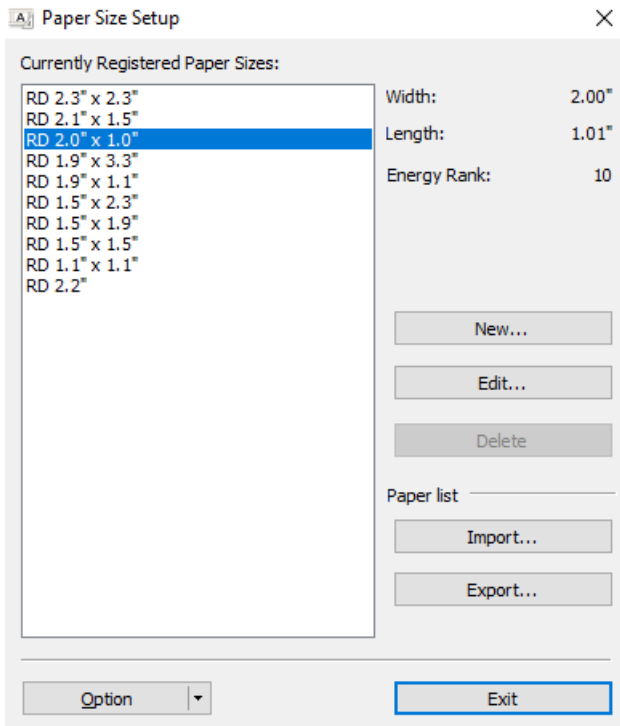 Paper Size Setup
Currently Registered Paper Sizes:
RD 2.3" x 2.3"
RD 2.1" x 1.5"
RD 2.0" x 1.0"
RD 1.9" x 3.3"
RD 1.9" x 1.1"
RD 1.5" x 2.3"
RD 1.5" x 1.9"
RD 1.5" x 1.5"
RD 1.1" x 1.1"
RD 2.2"
Width: 2.00"
Length: 1.01"
Energy Rank: 10
New...
Edit...
Delete
Paper list
Import...
Export...
Option
Exit